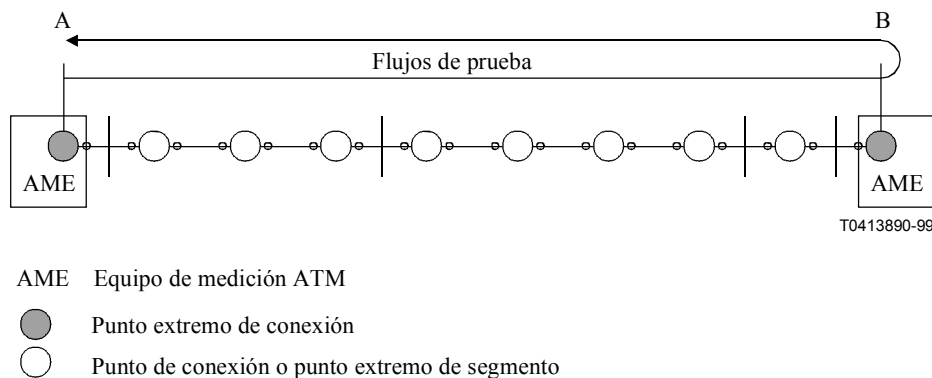 A B
Flujos de prueba
AME AME
T0413890-99
AME Equipo de medición ATM
Punto extremo de conexión
Punto de conexión o punto extremo de segmento